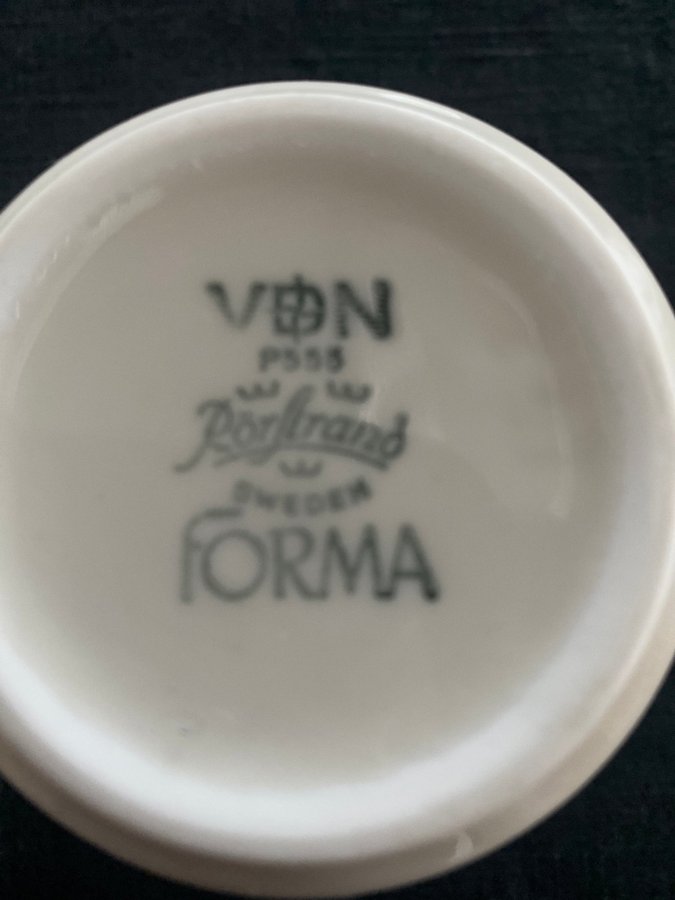 VDN
P555
Rörstrand
SWEDEN
FORMA